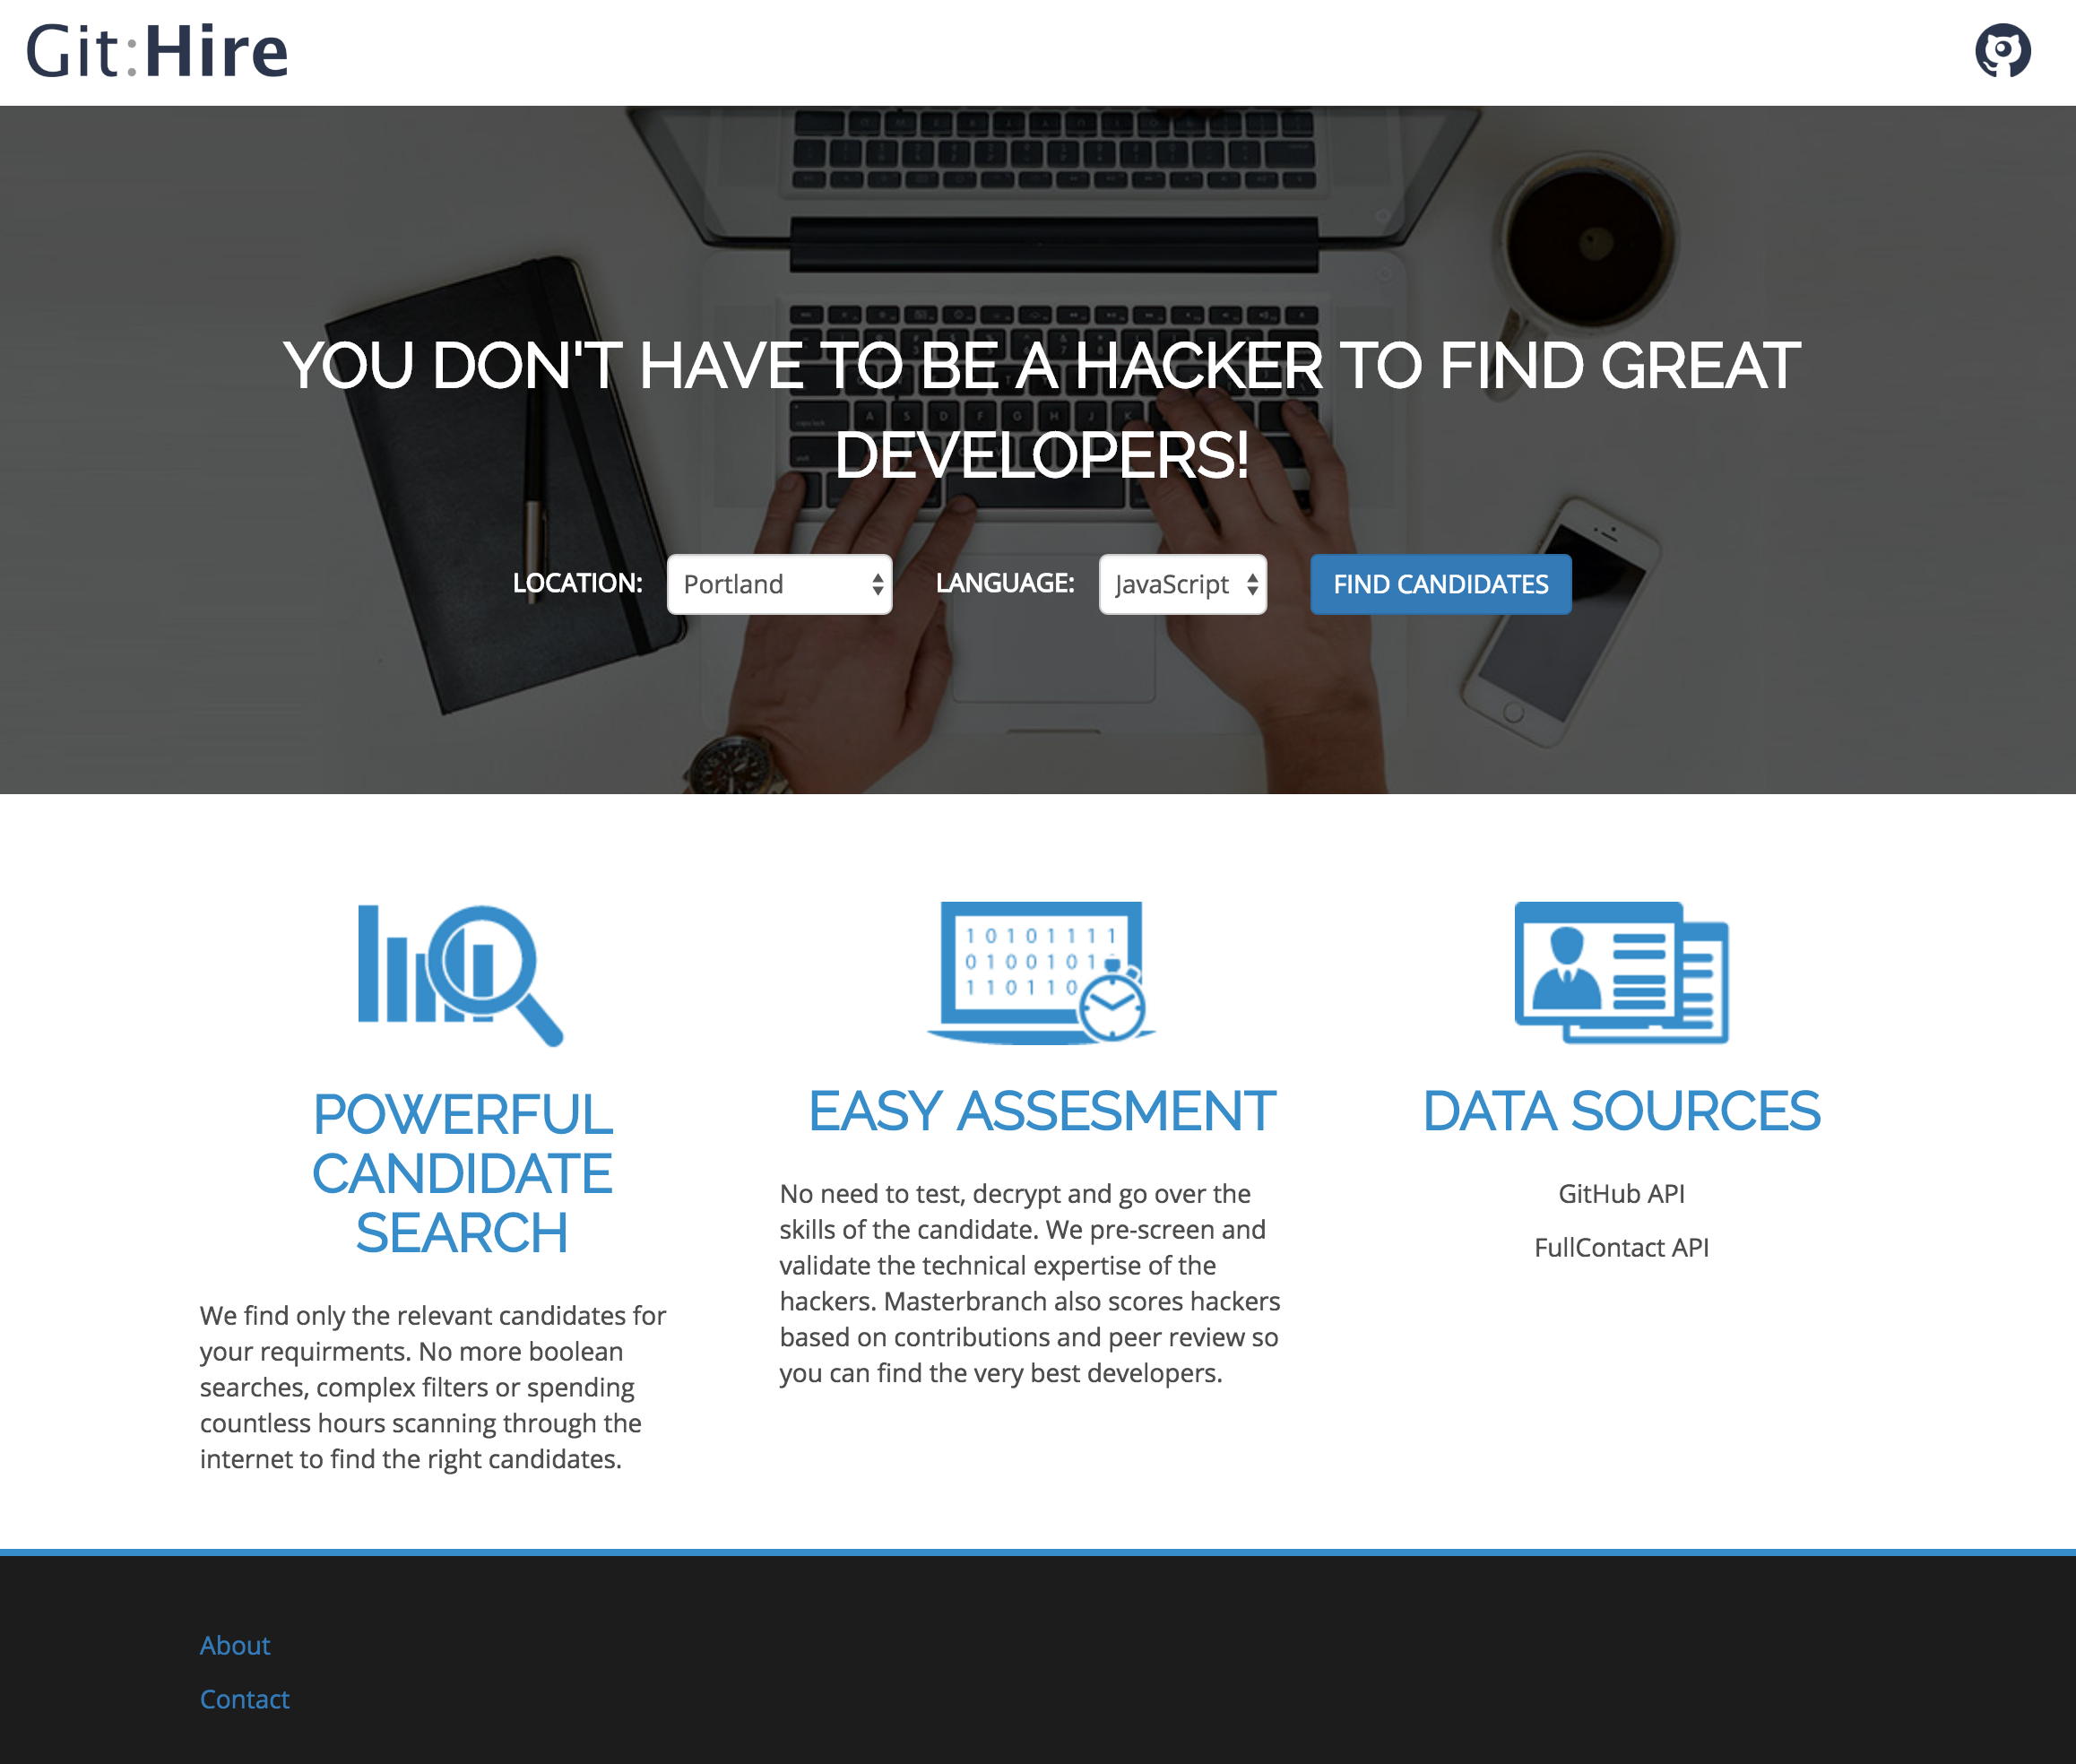 Git:Hire
YOU DON'T HAVE TO BE A HACKER TO FIND GREAT
DEVELOPERS!
LOCATION: Portland LANGUAGE: JavaScript FIND CANDIDATES
1 0 1 0 1 1 1 1
0 1 0 0 1 0 1
1 1 0 1 1 0
POWERFUL
CANDIDATE
SEARCH
We find only the relevant candidates for
your requirments. No more boolean
searches, complex filters or spending
countless hours scanning through the
internet to find the right candidates.
EASY ASSESMENT
No need to test, decrypt and go over the
skills of the candidate. We pre-screen and
validate the technical expertise of the
hackers. Masterbranch also scores hackers
based on contributions and peer review so
you can find the very best developers.
DATA SOURCES
GitHub API
FullContact API
About
Contact